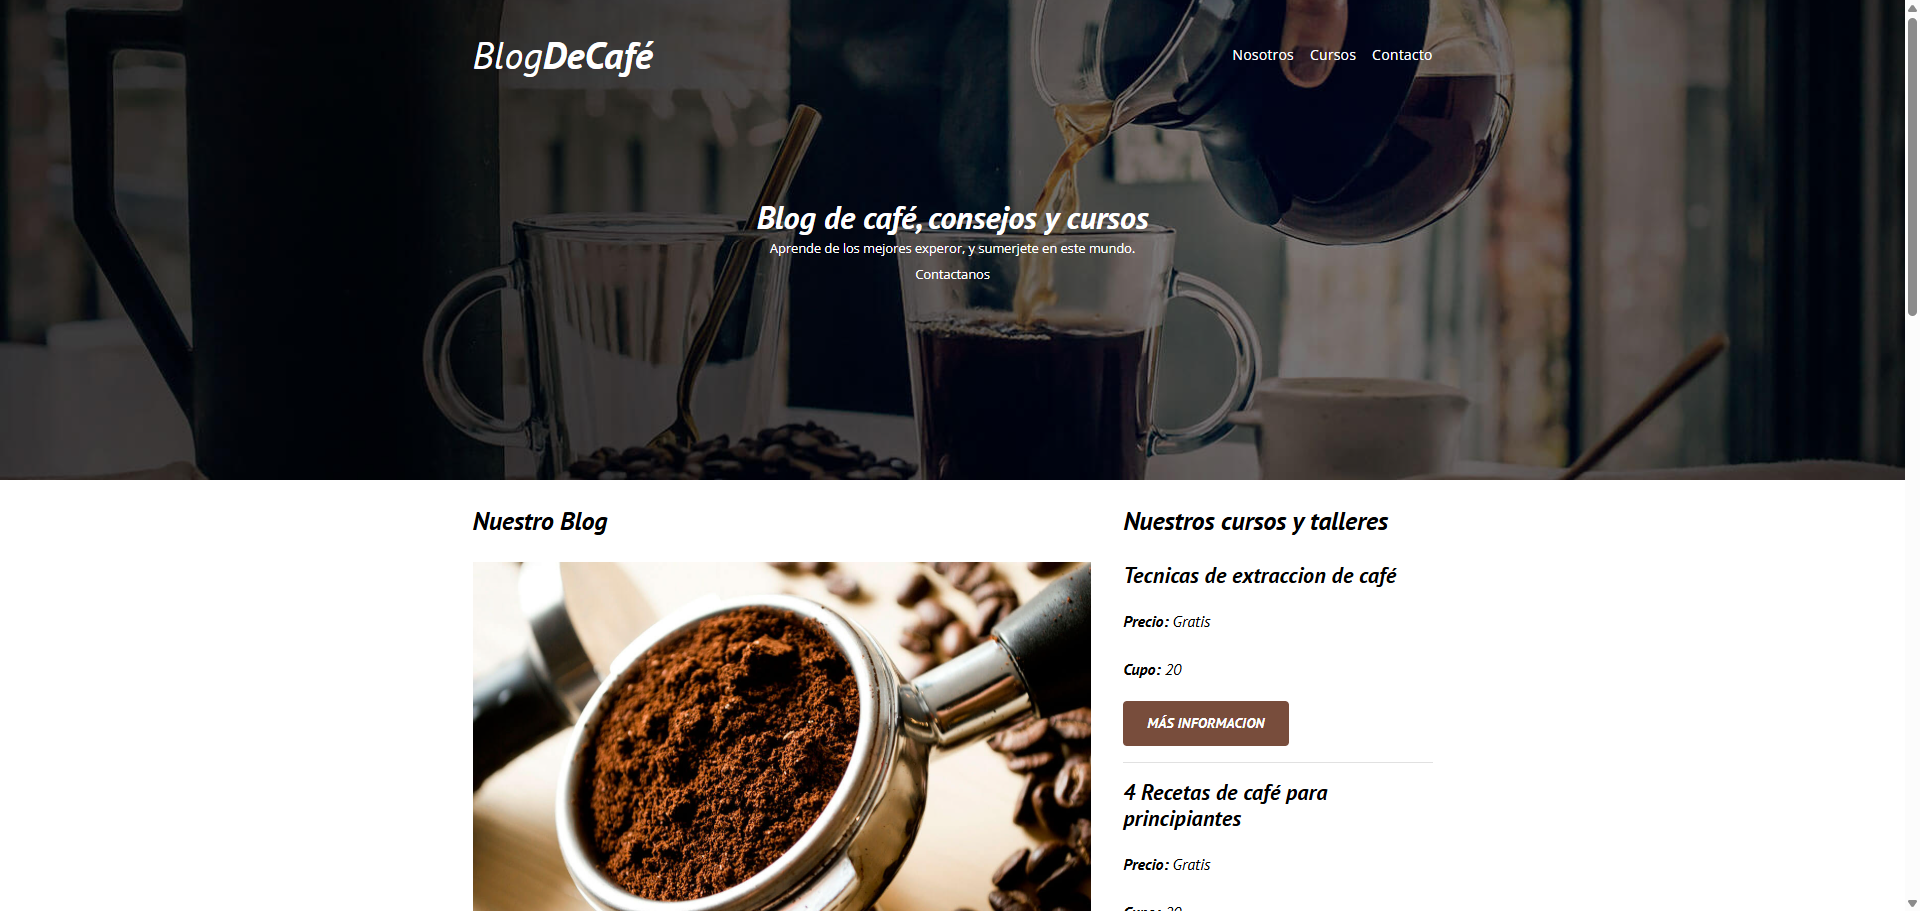 BlogDeCafé
Nosotros Cursos Contacto
Blog de café, consejos y cursos
Aprende de los mejores experor, y sumerjete en este mundo.
Contactanos
Nuestro Blog
Nuestros cursos y talleres
Tecnicas de extraccion de café
Precio: Gratis
Cupo: 20
MÁS INFORMACION
4 Recetas de café para
principiantes
Precio: Gratis
Cupo: 20